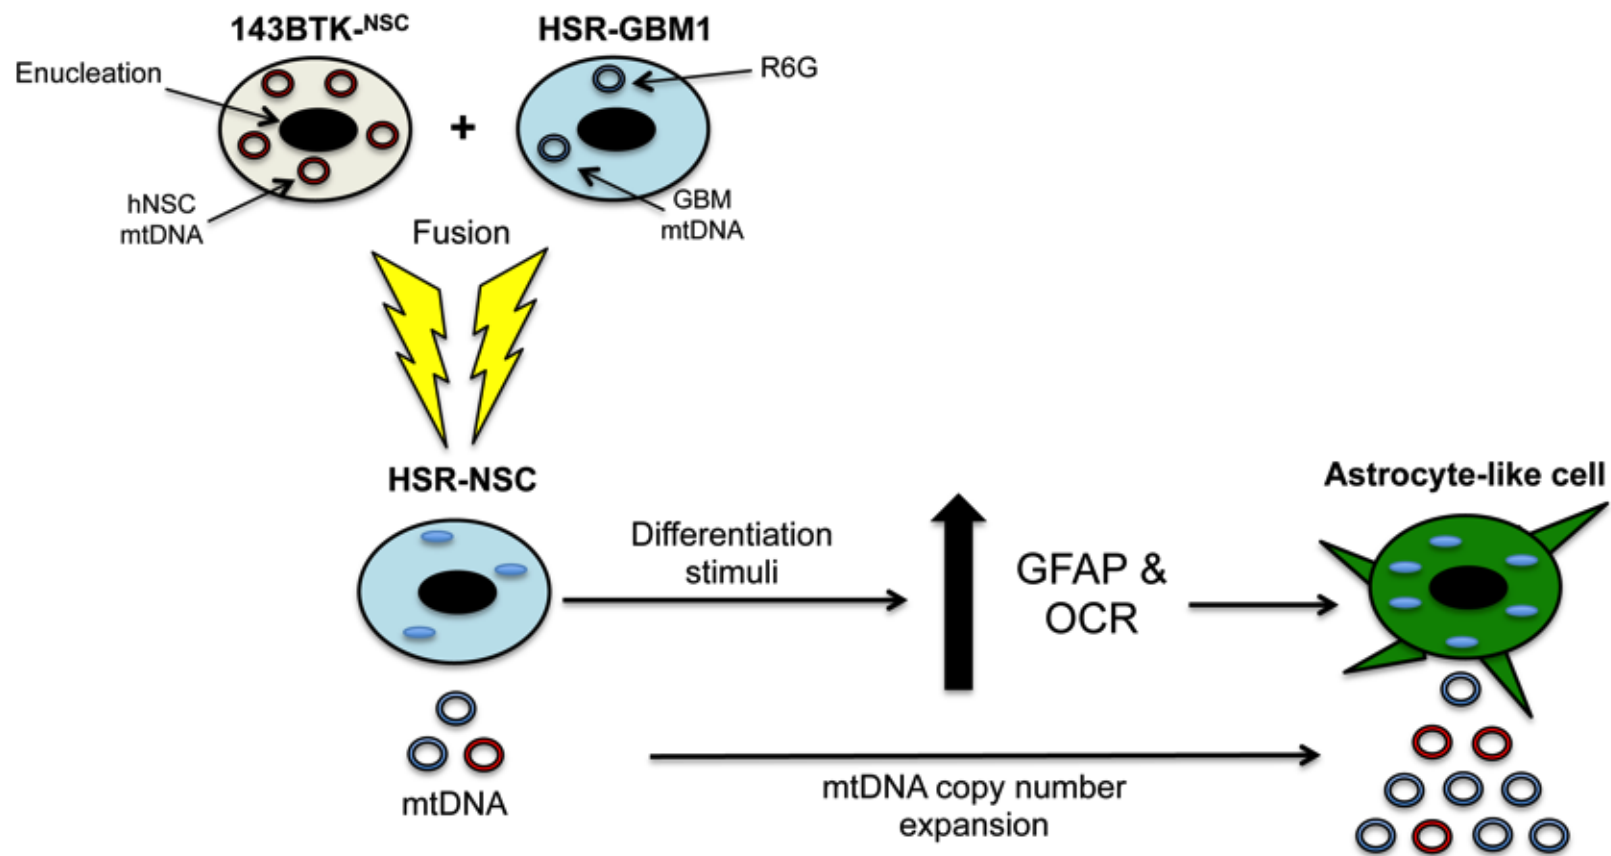 143BTK-NSC
HSR-GBM1
Enucleation
R6G
+
hNSC
mtDNA
GBM
mtDNA
Fusion
HSR-NSC
Astrocyte-like cell
Differentiation
stimuli
GFAP &
OCR
mtDNA
mtDNA copy number
expansion